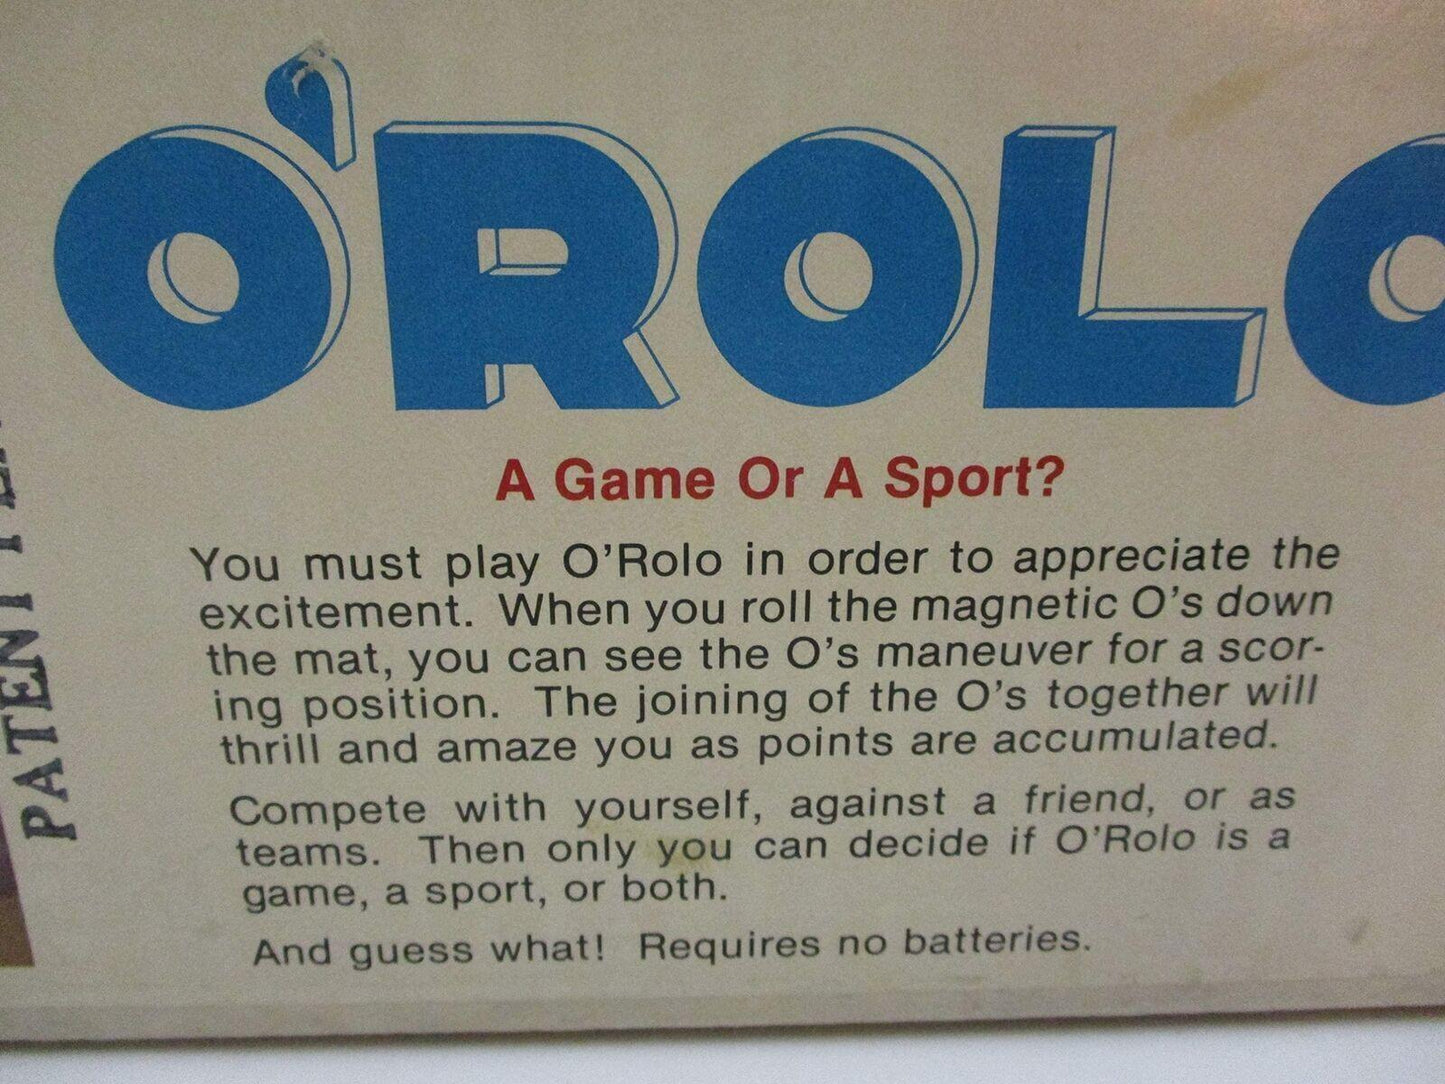 O'ROLO
A Game Or A Sport?
You must play O'Rolo in order to appreciate the
excitement. When you roll the magnetic O's down
the mat, you can see the O's maneuver for a scor-
ing position. The joining of the O's together will
thrill and amaze you as points are accumulated.
Compete with yourself, against a friend, or as
teams. Then only you can decide if O'Rolo is a
game, a sport, or both.
And guess what! Requires no batteries.
PATENT